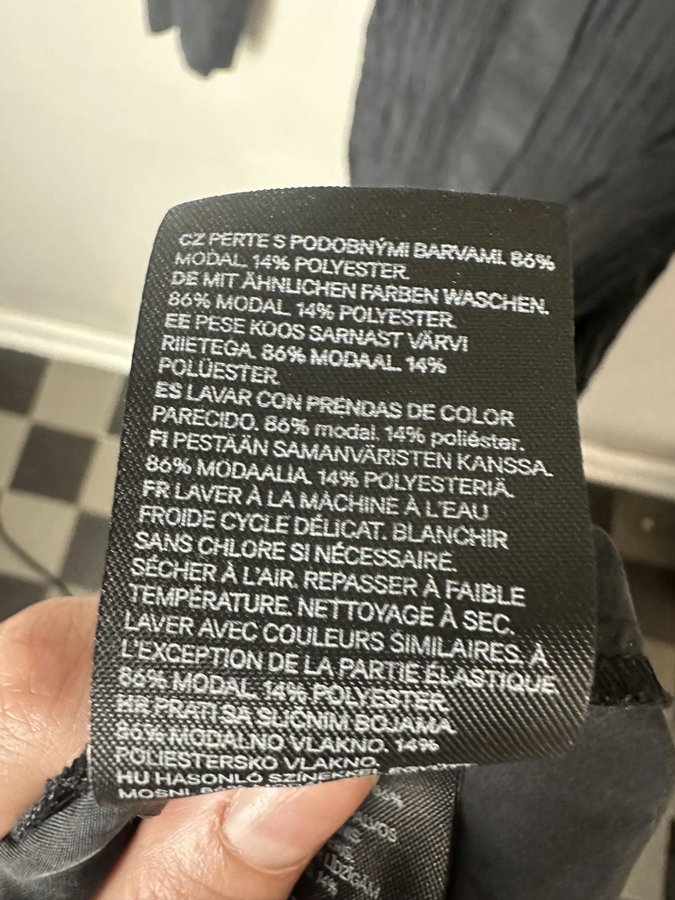 CZ PERTE S PODOBNÝMI BARVAMI. 86%
MODAL. 14% POLYESTER.
DE MIT ÄHNLICHEN FARBEN WASCHEN.
86% MODAL. 14% POLYESTER.
EE PESE KOOS SARNAST VÄRVI
RIIETEGA. 86% MODAAL. 14%
POLÜESTER.
ES LAVAR CON PRENDAS DE COLOR
PARECIDO. 86% modal. 14% poliéster.
FI PESTÄÄN SAMANVÄRISTEN KANSSA.
86% MODAALIA. 14% POLYESTERIÄ.
FR LAVER À LA MACHINE À L'EAU
FROIDE CYCLE DÉLICAT. BLANCHIR
SANS CHLORE SI NÉCESSAIRE.
SÉCHER À L'AIR. REPASSER À FAIBLE
TEMPÉRATURE. NETTOYAGE À SEC.
LAVER AVEC COULEURS SIMILAIRES. À
L'EXCEPTION DE LA PARTIE ÉLASTIQUE
86% MODAL. 14% POLYESTER.
HR PRATI SA SLIČNIM BOJAMA.
86% MODALNO VLAKNO. 14%
POLIESTERSKO VLAKNO.
HU HASONLÓ SZÍNEKKEL
MOSNI.
14%